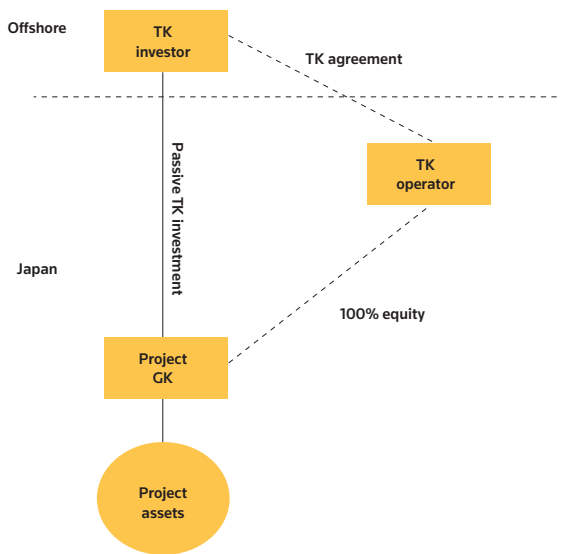 Offshore
TK
investor
TK agreement
Passive TK investment
TK
operator
Japan
100% equity
Project
GK
Project
assets